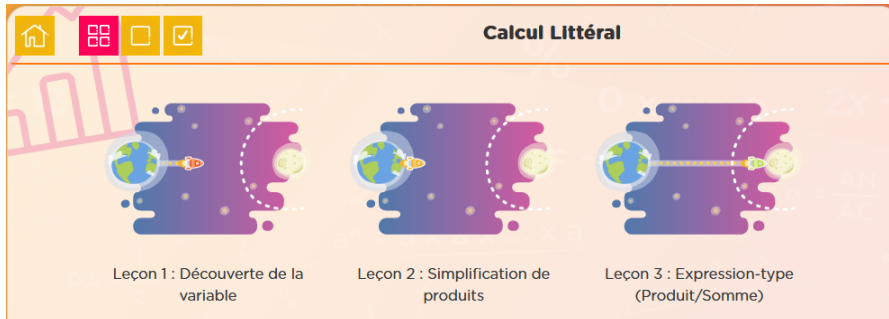 Calcul Littéral
Leçon 1 : Découverte de la
variable
Leçon 2 : Simplification de
produits
Leçon 3 : Expression-type
(Produit/Somme)